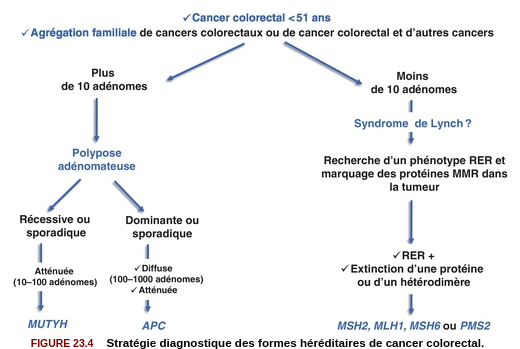 ✓Cancer colorectal <51 ans
✓Agrégation familiale de cancers colorectaux ou de cancer colorectal et d'autres cancers
Plus
de 10 adénomes
Moins
de 10 adénomes
Syndrome de Lynch ?
Polypose
adénomateuse
Recherche d'un phénotype RER et
marquage des protéines MMR dans
la tumeur
Récessive ou
sporadique
Dominante ou
sporadique
Atténuée
(10–100 adénomes)
✓Diffuse
(100–1000 adénomes)
✓Atténuée
✓RER +
✓Extinction d'une protéine
ou d'un hétérodimère
MUTYH
APC
MSH2, MLH1, MSH6 ou PMS2
FIGURE 23.4 Stratégie diagnostique des formes héréditaires de cancer colorectal.